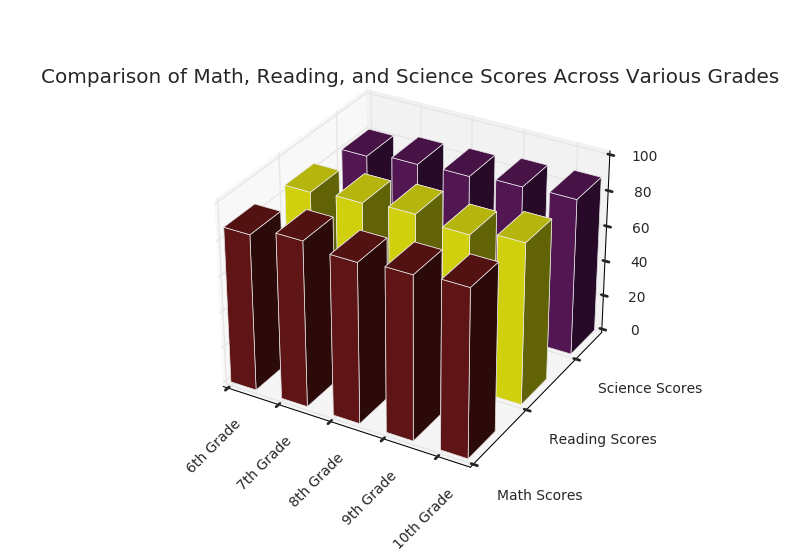 Comparison of Math, Reading, and Science Scores Across Various Grades
100
80
60
40
20
0
Science Scores
Reading Scores
Math Scores
6th Grade
7th Grade
8th Grade
9th Grade
10th Grade